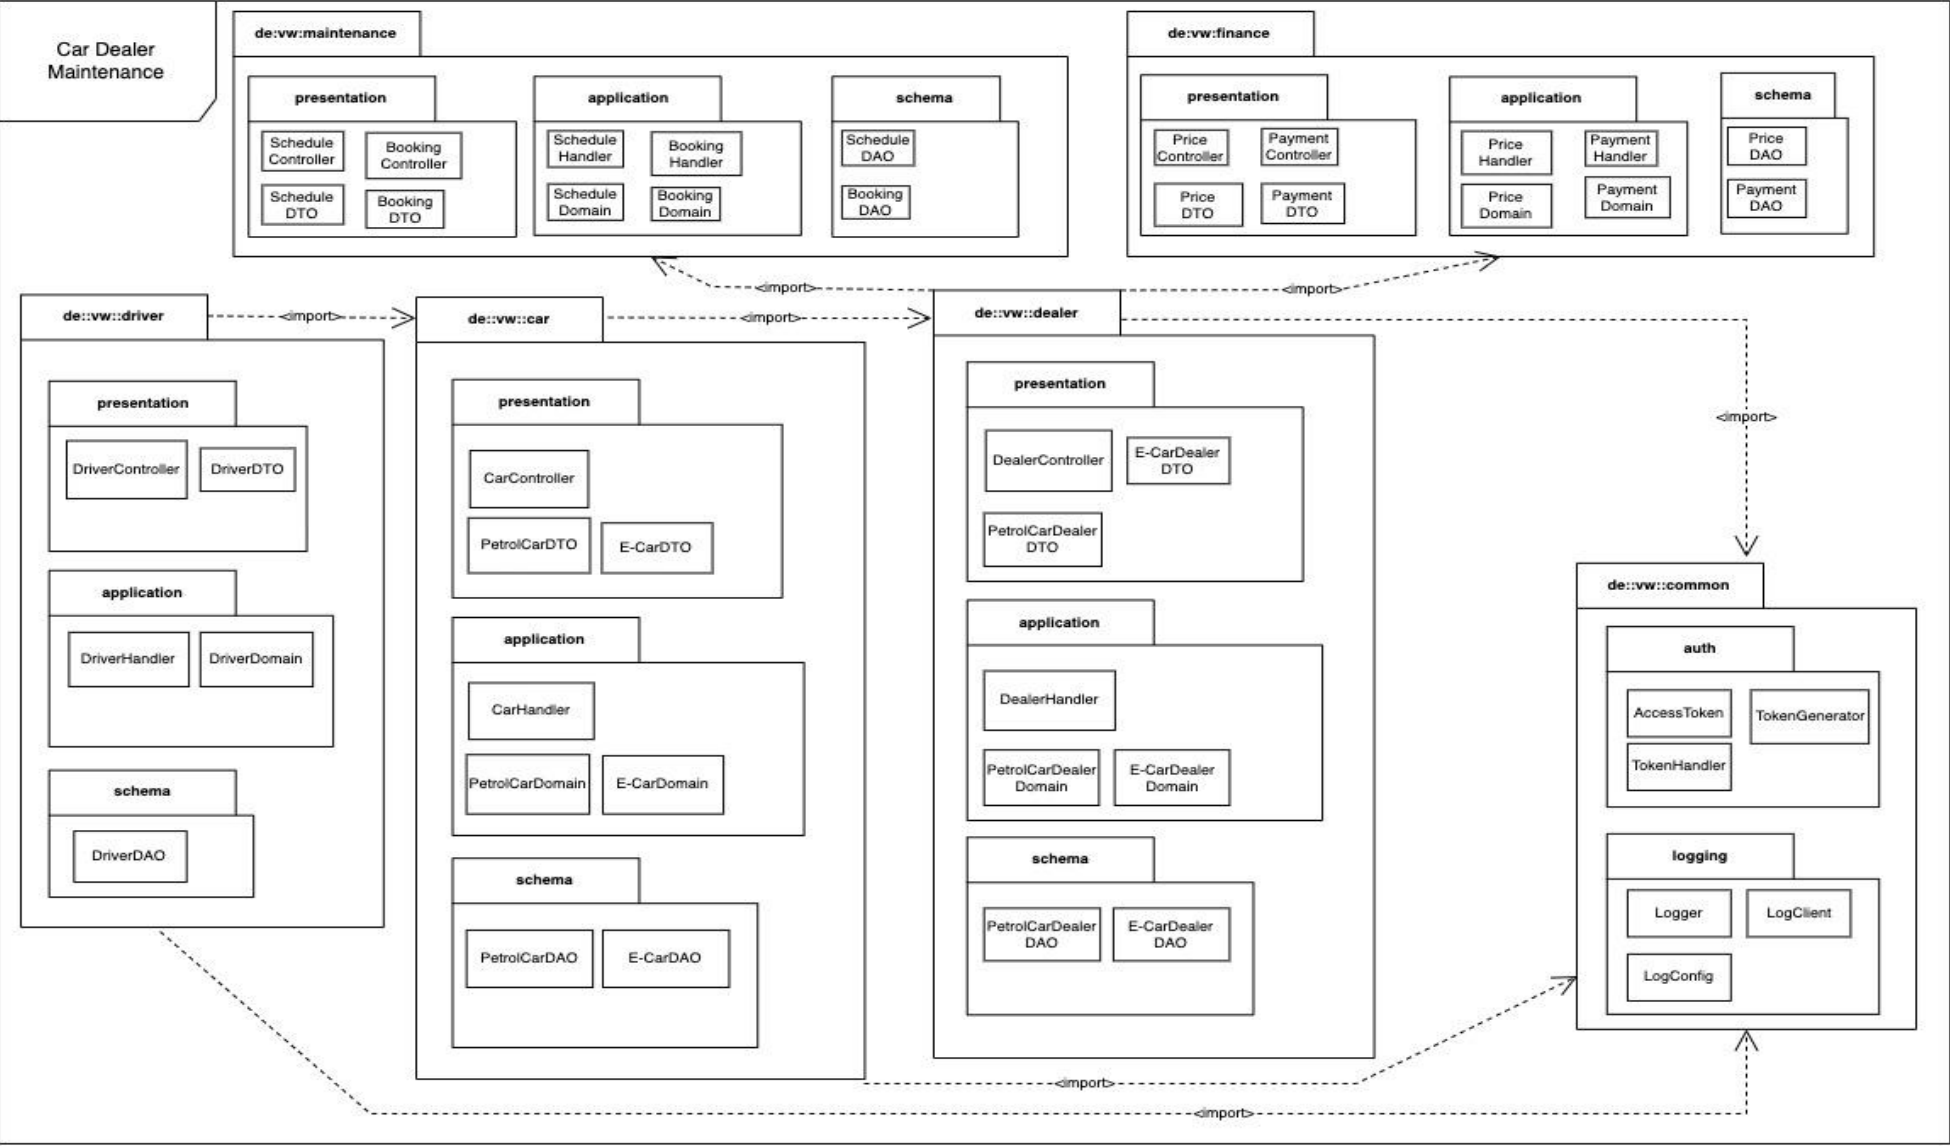 Car Dealer
Maintenance
de:vw:maintenance
presentation
Schedule
Controller
Booking
Controller
Schedule
DTO
Booking
DTO
application
Schedule
Handler
Booking
Handler
Schedule
Domain
Booking
Domain
schema
Schedule
DAO
Booking
DAO
de:vw:finance
presentation
Price
Controller
Payment
Controller
Price
DTO
Payment
DTO
application
Price
Handler
Payment
Handler
Price
Domain
Payment
Domain
schema
Price
DAO
Payment
DAO
<import>
<import>
de::vw::driver
<import>
de::vw::car
<import>
de::vw::dealer
<import>
presentation
DriverController
DriverDTO
application
DriverHandler
DriverDomain
schema
DriverDAO
presentation
CarController
PetrolCarDTO
E-CarDTO
application
CarHandler
PetrolCarDomain
E-CarDomain
schema
PetrolCarDAO
E-CarDAO
presentation
DealerController
E-CarDealer
DTO
PetrolCarDealer
DTO
application
DealerHandler
PetrolCarDealer
Domain
E-CarDealer
Domain
schema
PetrolCarDealer
DAO
E-CarDealer
DAO
de::vw::common
auth
AccessToken
TokenGenerator
TokenHandler
logging
Logger
LogClient
LogConfig
<import>
<import>